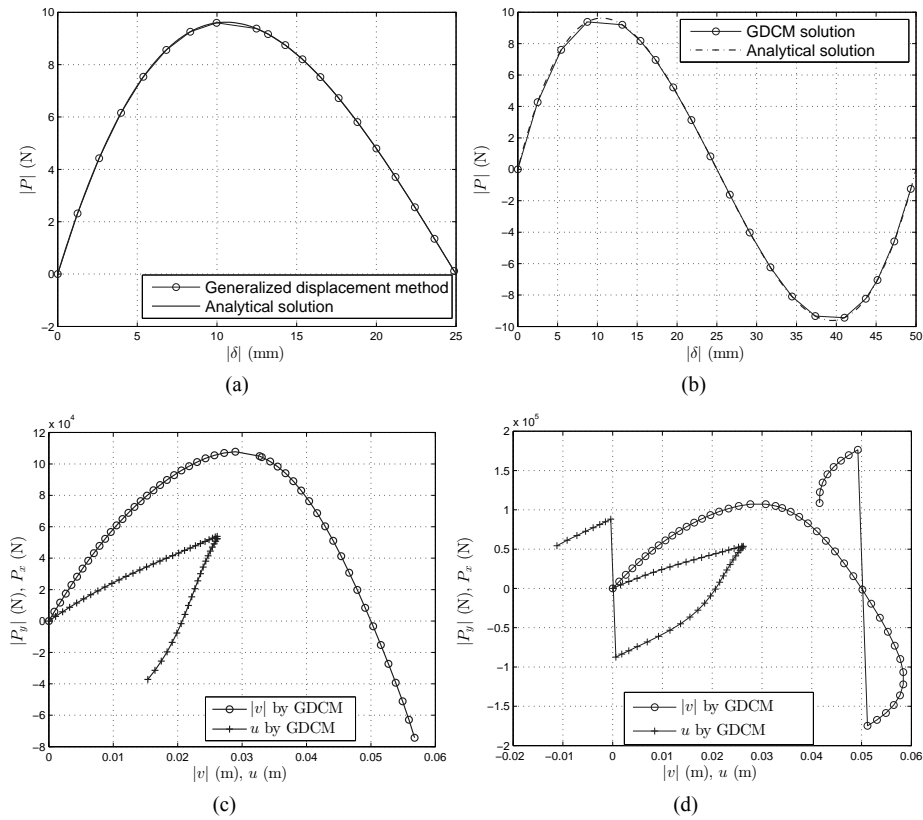 10
8
6
4
2
0
−2
|P| (N)
0 5 10 15 20 25
|δ| (mm)
Generalized displacement method
Analytical solution
(a)
10
8
6
4
2
0
−2
−4
−6
−8
−10
|P| (N)
0 5 10 15 20 25 30 35 40 45 50
|δ| (mm)
GDCM solution
Analytical solution
(b)
x 10⁴
12
10
8
6
4
2
0
−2
−4
−6
−8
|P_y| (N), P_x (N)
0 0.01 0.02 0.03 0.04 0.05 0.06
|v| (m), u (m)
|v| by GDCM
u by GDCM
(c)
x 10⁵
2
1.5
1
0.5
0
−0.5
−1
−1.5
−2
|P_y| (N), P_x (N)
−0.02 −0.01 0 0.01 0.02 0.03 0.04 0.05 0.06
|v| (m), u (m)
|v| by GDCM
u by GDCM
(d)